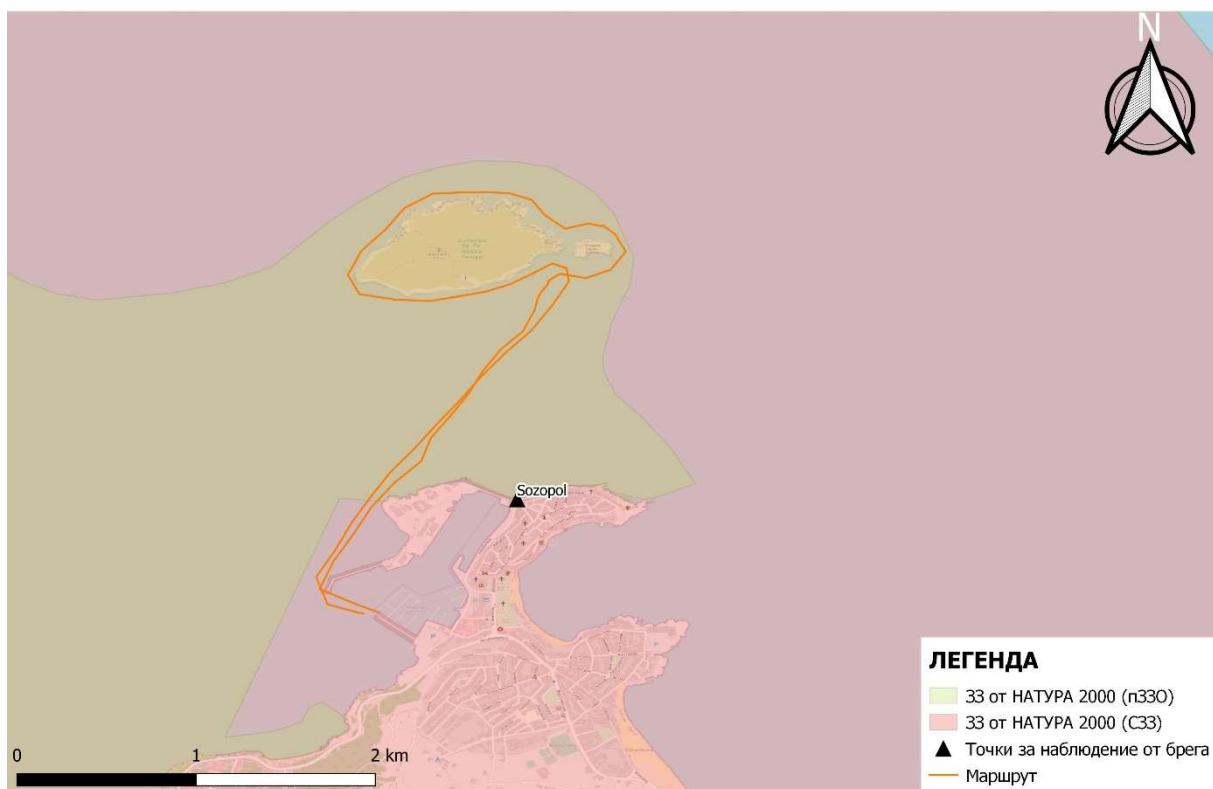 N
Sozopol
ЛЕГЕНДА
ЗЗ от НАТУРА 2000 (пЗЗО)
ЗЗ от НАТУРА 2000 (СЗЗ)
Точки за наблюдение от брега
Маршрут
0 1 2 km